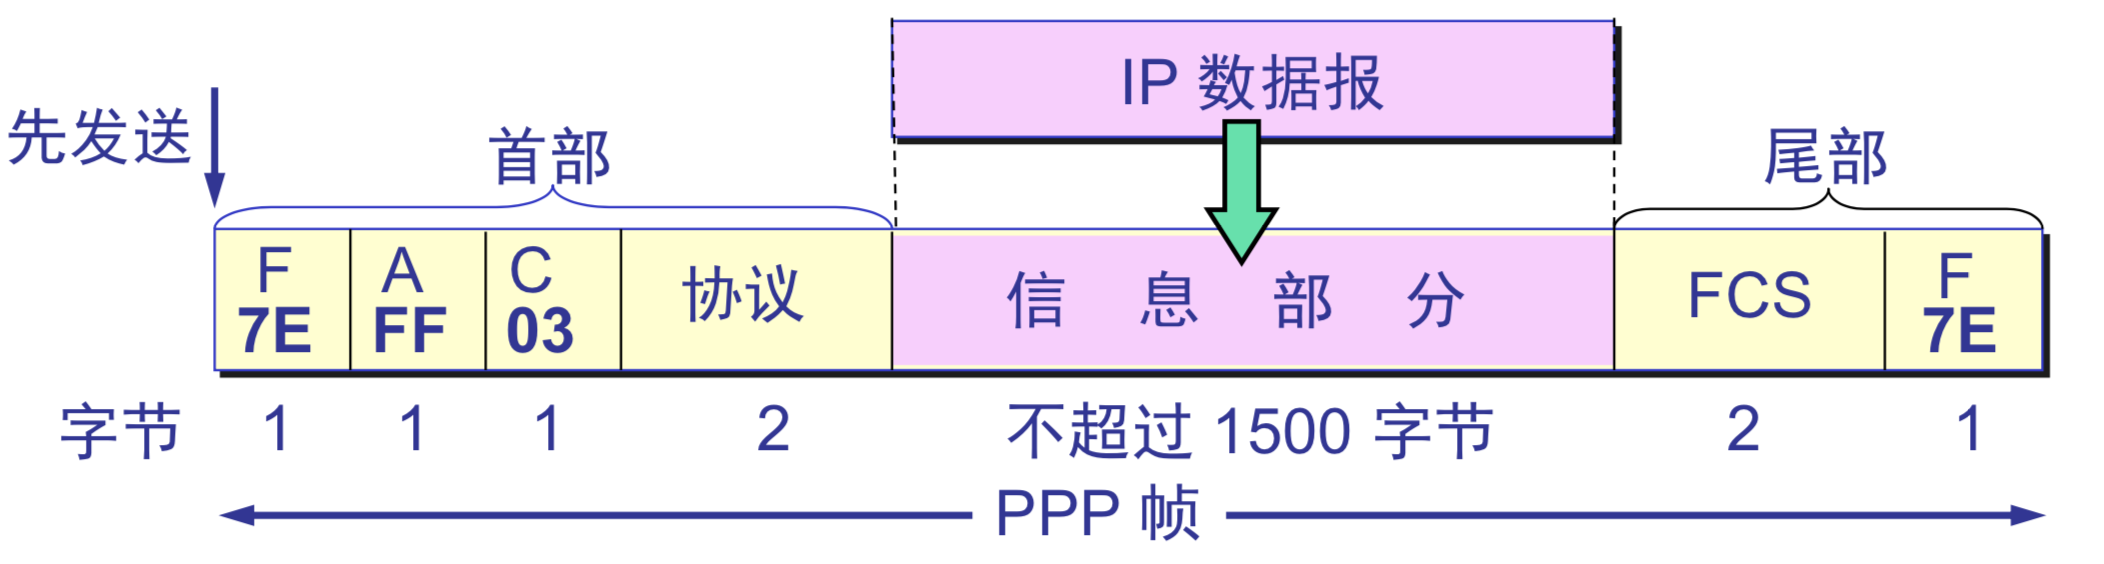 IP 数据报
先发送
首部
尾部
F A C 协议 信息部分 FCS F
7E FF 03 7E
字节 1 1 1 2 不超过 1500 字节 2 1
PPP 帧